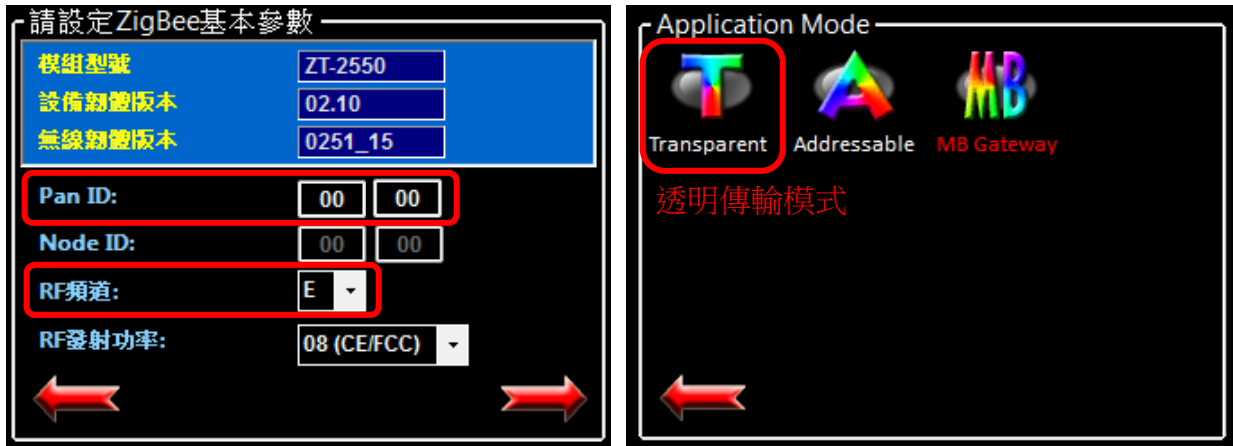 請設定ZigBee基本參數
模組型號 ZT-2550
設備韌體版本 02.10
無線韌體版本 0251_15
Pan ID: 00 00
Node ID: 00 00
RF頻道: E
RF發射功率: 08 (CE/FCC)
Application Mode
Transparent Addressable MB Gateway
透明傳輸模式